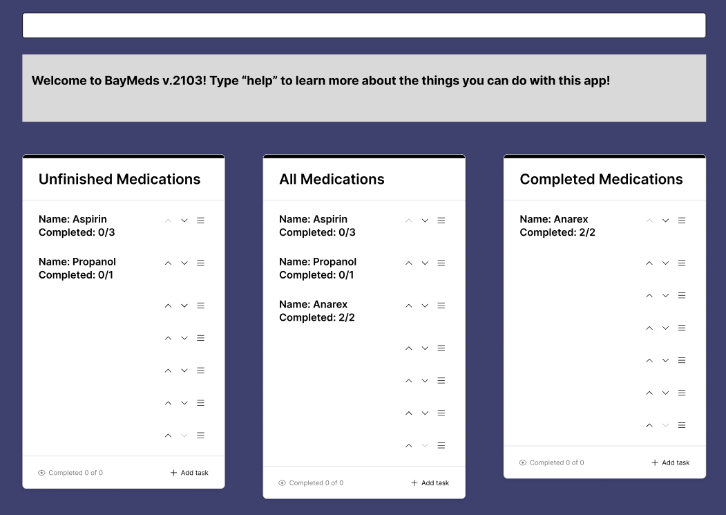 Welcome to BayMeds v.2103! Type “help” to learn more about the things you can do with this app!
Unfinished Medications
Name: Aspirin
Completed: 0/3
Name: Propanol
Completed: 0/1
Completed 0 of 0
Add task
All Medications
Name: Aspirin
Completed: 0/3
Name: Propanol
Completed: 0/1
Name: Anarex
Completed: 2/2
Completed 0 of 0
Add task
Completed Medications
Name: Anarex
Completed: 2/2
Completed 0 of 0
Add task